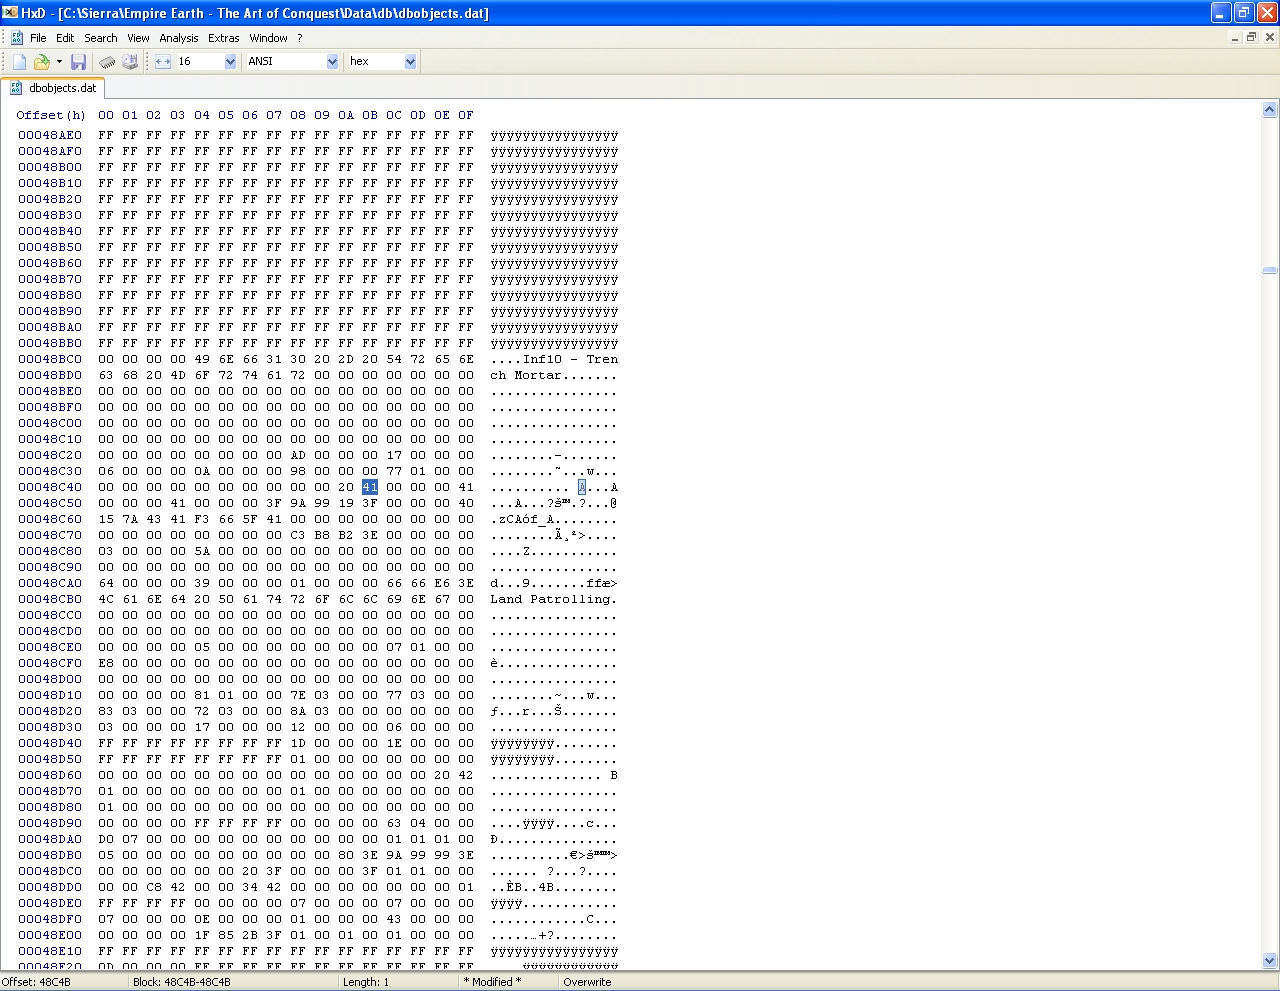 HxD - [C:\Sierra\Empire Earth - The Art of Conquest\Data\db\dbobjects.dat]
File Edit Search View Analysis Extras Window ?
16 ANSI hex
dbobjects.dat
Offset(h) 00 01 02 03 04 05 06 07 08 09 0A 0B 0C 0D 0E 0F
00048AE0 FF FF FF FF FF FF FF FF FF FF FF FF FF FF FF FF ÿÿÿÿÿÿÿÿÿÿÿÿÿÿÿÿ
00048AF0 FF FF FF FF FF FF FF FF FF FF FF FF FF FF FF FF ÿÿÿÿÿÿÿÿÿÿÿÿÿÿÿÿ
00048B00 FF FF FF FF FF FF FF FF FF FF FF FF FF FF FF FF ÿÿÿÿÿÿÿÿÿÿÿÿÿÿÿÿ
00048B10 FF FF FF FF FF FF FF FF FF FF FF FF FF FF FF FF ÿÿÿÿÿÿÿÿÿÿÿÿÿÿÿÿ
00048B20 FF FF FF FF FF FF FF FF FF FF FF FF FF FF FF FF ÿÿÿÿÿÿÿÿÿÿÿÿÿÿÿÿ
00048B30 FF FF FF FF FF FF FF FF FF FF FF FF FF FF FF FF ÿÿÿÿÿÿÿÿÿÿÿÿÿÿÿÿ
00048B40 FF FF FF FF FF FF FF FF FF FF FF FF FF FF FF FF ÿÿÿÿÿÿÿÿÿÿÿÿÿÿÿÿ
00048B50 FF FF FF FF FF FF FF FF FF FF FF FF FF FF FF FF ÿÿÿÿÿÿÿÿÿÿÿÿÿÿÿÿ
00048B60 FF FF FF FF FF FF FF FF FF FF FF FF FF FF FF FF ÿÿÿÿÿÿÿÿÿÿÿÿÿÿÿÿ
00048B70 FF FF FF FF FF FF FF FF FF FF FF FF FF FF FF FF ÿÿÿÿÿÿÿÿÿÿÿÿÿÿÿÿ
00048B80 FF FF FF FF FF FF FF FF FF FF FF FF FF FF FF FF ÿÿÿÿÿÿÿÿÿÿÿÿÿÿÿÿ
00048B90 FF FF FF FF FF FF FF FF FF FF FF FF FF FF FF FF ÿÿÿÿÿÿÿÿÿÿÿÿÿÿÿÿ
00048BA0 FF FF FF FF FF FF FF FF FF FF FF FF FF FF FF FF ÿÿÿÿÿÿÿÿÿÿÿÿÿÿÿÿ
00048BB0 FF FF FF FF FF FF FF FF FF FF FF FF FF FF FF FF ÿÿÿÿÿÿÿÿÿÿÿÿÿÿÿÿ
00048BC0 00 00 00 00 49 6E 66 31 30 20 2D 20 54 72 65 6E ....Inf10 - Tren
00048BD0 63 68 20 4D 6F 72 74 61 72 00 00 00 00 00 00 00 ch Mortar.......
00048BE0 00 00 00 00 00 00 00 00 00 00 00 00 00 00 00 00 ................
00048BF0 00 00 00 00 00 00 00 00 00 00 00 00 00 00 00 00 ................
00048C00 00 00 00 00 00 00 00 00 00 00 00 00 00 00 00 00 ................
00048C10 00 00 00 00 00 00 00 00 00 00 00 00 00 00 00 00 ................
00048C20 00 00 00 00 00 00 00 00 AD 00 00 00 17 00 00 00 ........-.......
00048C30 06 00 00 00 0A 00 00 00 98 00 00 00 77 01 00 00 ........˜...w...
00048C40 00 00 00 00 00 00 00 00 00 00 20 41 00 00 00 41 .......... A...A
00048C50 00 00 00 41 00 00 00 3F 9A 99 19 3F 00 00 00 40 ...A...?š™.?...@
00048C60 15 7A 43 41 F3 66 5F 41 00 00 00 00 00 00 00 00 .zCAóf_A........
00048C70 00 00 00 00 00 00 00 00 C3 B8 B2 3E 00 00 00 00 ........Ã¸²>....
00048C80 03 00 00 00 5A 00 00 00 00 00 00 00 00 00 00 00 ....Z...........
00048C90 00 00 00 00 00 00 00 00 00 00 00 00 00 00 00 00 ................
00048CA0 64 00 00 00 39 00 00 00 01 00 00 00 66 66 E6 3E d...9.......ffæ>
00048CB0 4C 61 6E 64 20 50 61 74 72 6F 6C 6C 69 6E 67 00 Land Patrolling.
00048CC0 00 00 00 00 00 00 00 00 00 00 00 00 00 00 00 00 ................
00048CD0 00 00 00 00 00 00 00 00 00 00 00 00 00 00 00 00 ................
00048CE0 00 00 00 00 05 00 00 00 00 00 00 00 07 01 00 00 ................
00048CF0 E8 00 00 00 00 00 00 00 00 00 00 00 00 00 00 00 è...............
00048D00 00 00 00 00 00 00 00 00 00 00 00 00 00 00 00 00 ................
00048D10 00 00 00 00 81 01 00 00 7E 03 00 00 77 03 00 00 ........~...w...
00048D20 83 03 00 00 72 03 00 00 8A 03 00 00 00 00 00 00 ƒ...r...Š.......
00048D30 03 00 00 00 17 00 00 00 12 00 00 00 06 00 00 00 ................
00048D40 FF FF FF FF FF FF FF FF 1D 00 00 00 1E 00 00 00 ÿÿÿÿÿÿÿÿ........
00048D50 FF FF FF FF FF FF FF FF 01 00 00 00 00 00 00 00 ÿÿÿÿÿÿÿÿ........
00048D60 00 00 00 00 00 00 00 00 00 00 00 00 00 00 20 42 .............. B
00048D70 01 00 00 00 00 00 00 00 01 00 00 00 00 00 00 00 ................
00048D80 01 00 00 00 00 00 00 00 00 00 00 00 00 00 00 00 ................
00048D90 00 00 00 00 FF FF FF FF 00 00 00 00 63 04 00 00 ....ÿÿÿÿ....c...
00048DA0 D0 07 00 00 00 00 00 00 00 00 00 00 01 01 01 00 Ð...............
00048DB0 05 00 00 00 00 00 00 00 00 00 80 3E 9A 99 99 3E ..........€>š™™>
00048DC0 00 00 00 00 00 00 20 3F 00 00 00 3F 01 01 00 00 ...... ?...?....
00048DD0 00 00 C8 42 00 00 34 42 00 00 00 00 00 00 00 01 ..ÈB..4B........
00048DE0 FF FF FF FF 00 00 00 00 07 00 00 00 07 00 00 00 ÿÿÿÿ............
00048DF0 07 00 00 00 0E 00 00 00 01 00 00 00 43 00 00 00 ............C...
00048E00 00 00 00 00 1F 85 2B 3F 01 00 01 00 01 00 00 00 .....…+?........
00048E10 FF FF FF FF FF FF FF FF FF FF FF FF FF FF FF FF ÿÿÿÿÿÿÿÿÿÿÿÿÿÿÿÿ
00048E20 0D 00 00 00 FF FF FF FF FF FF FF FF FF FF FF FF ....ÿÿÿÿÿÿÿÿÿÿÿÿ
Offset: 48C4B Block: 48C4B-48C4B Length: 1 * Modified * Overwrite